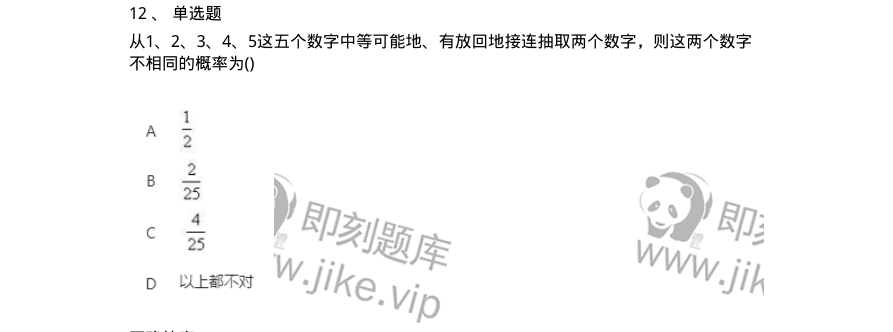 12 、 单选题
从1、2、3、4、5这五个数字中等可能地、有放回地接连抽取两个数字，则这两个数字
不相同的概率为()
A 1/2
B 2/25
C 4/25
D 以上都不对
即刻题库
w.jike.vip
即
www.jik